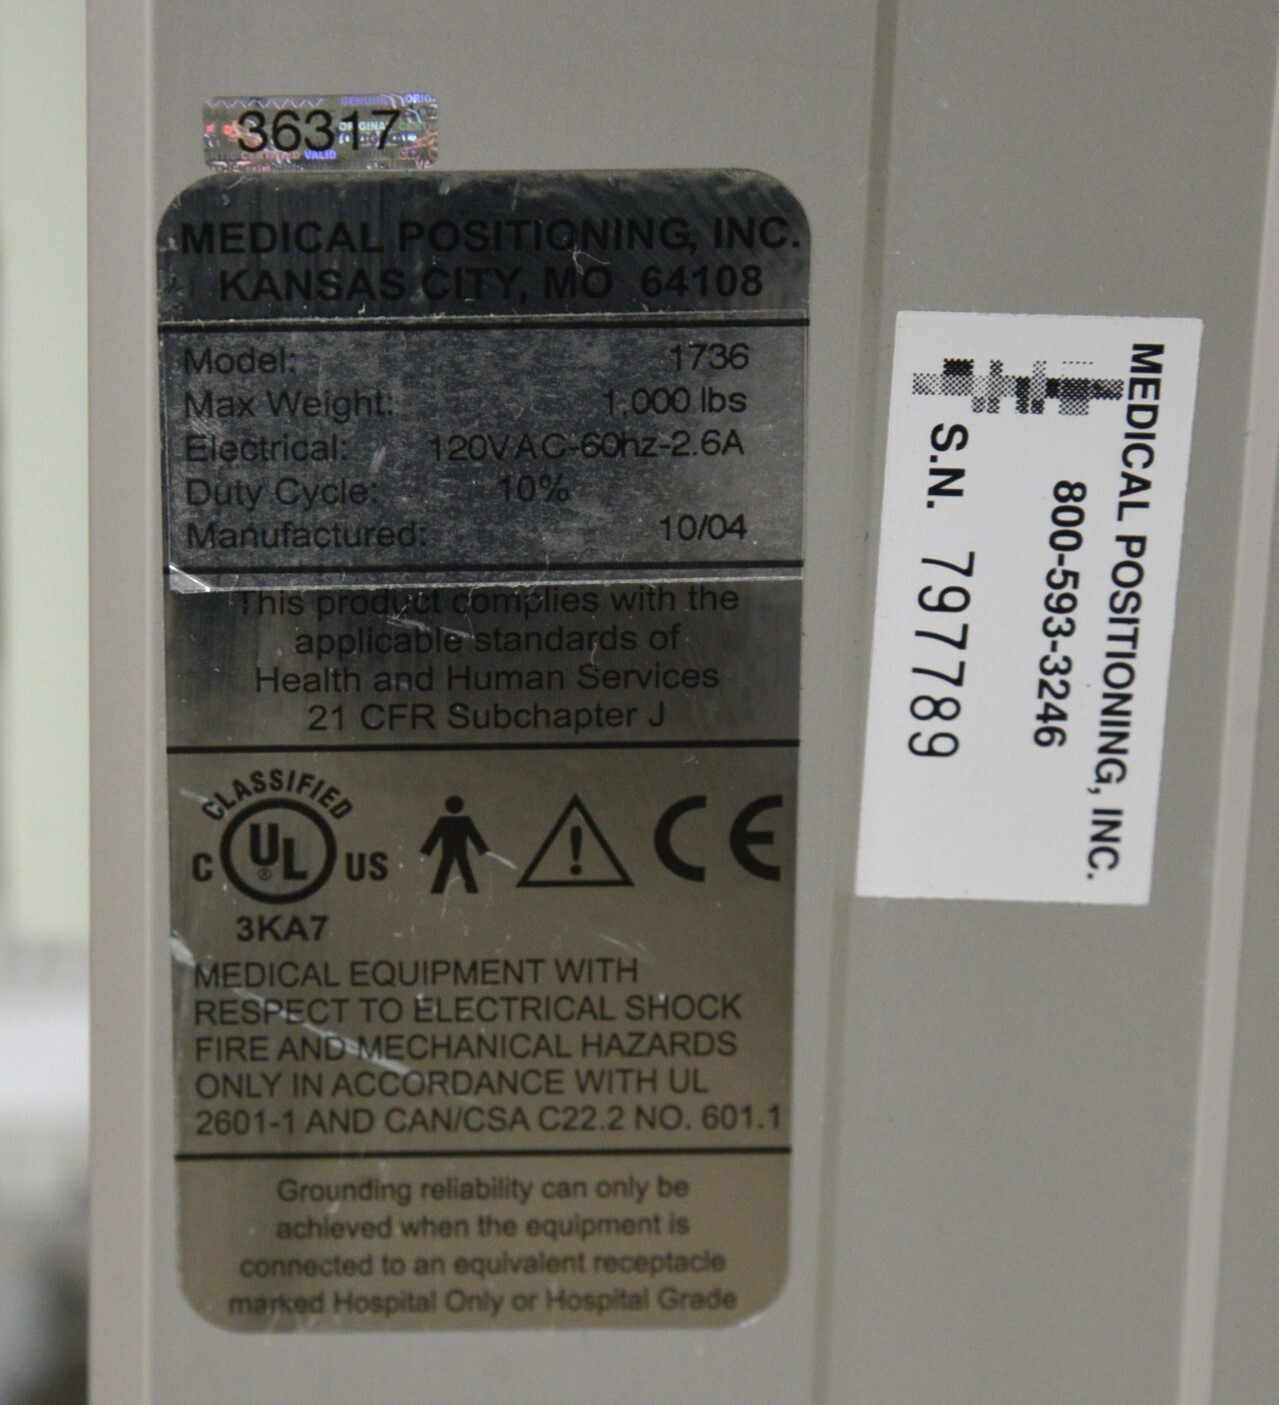 36317
MEDICAL POSITIONING, INC.
KANSAS CITY, MO 64108
Model: 1736
Max Weight: 1,000 lbs
Electrical: 120VAC-60hz-2.6A
Duty Cycle: 10%
Manufactured: 10/04
This product complies with the
applicable standards of
Health and Human Services
21 CFR Subchapter J
CLASSIFIED
C UL ® US CE
3KA7
MEDICAL EQUIPMENT WITH
RESPECT TO ELECTRICAL SHOCK
FIRE AND MECHANICAL HAZARDS
ONLY IN ACCORDANCE WITH UL
2601-1 AND CAN/CSA C22.2 NO. 601.1
Grounding reliability can only be
achieved when the equipment is
connected to an equivalent receptacle
marked Hospital Only or Hospital Grade
MEDICAL POSITIONING, INC.
800-593-3246
S.N. 797789